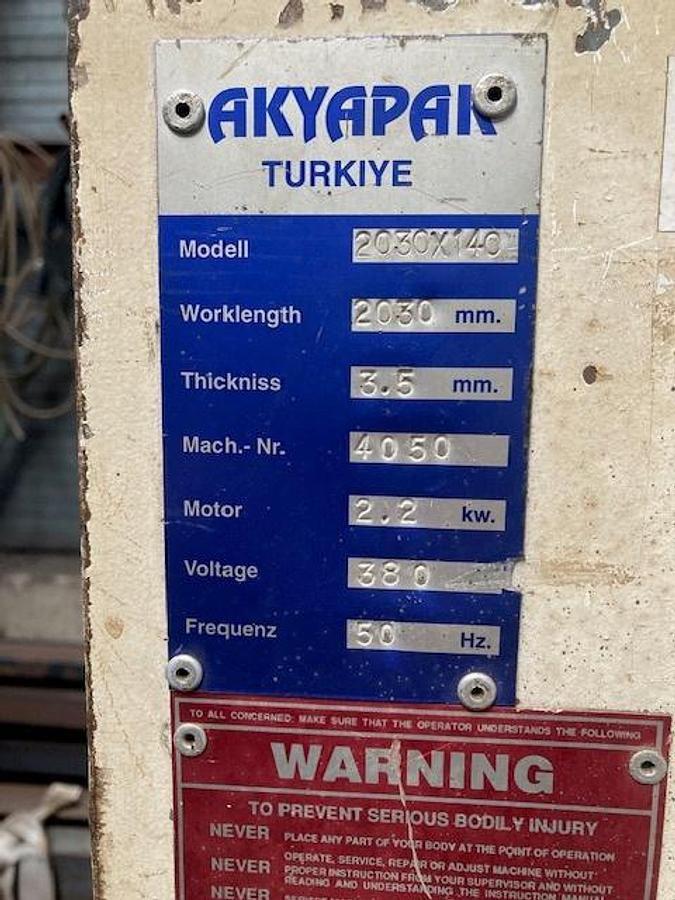 AKYAPAK
TURKIYE
Modell 2030X140
Worklength 2030 mm.
Thickniss 3.5 mm.
Mach.- Nr. 4050
Motor 2.2 kw.
Voltage 380
Frequenz 50 Hz.
TO ALL CONCERNED: MAKE SURE THAT THE OPERATOR UNDERSTANDS THE FOLLOWING
WARNING
TO PREVENT SERIOUS BODILY INJURY
NEVER PLACE ANY PART OF YOUR BODY AT THE POINT OF OPERATION
NEVER OPERATE, SERVICE, REPAIR OR ADJUST MACHINE WITHOUT
PROPER INSTRUCTION FROM YOUR SUPERVISOR AND WITHOUT
READING AND UNDERSTANDING THE INSTRUCTION MANUAL
NEVER